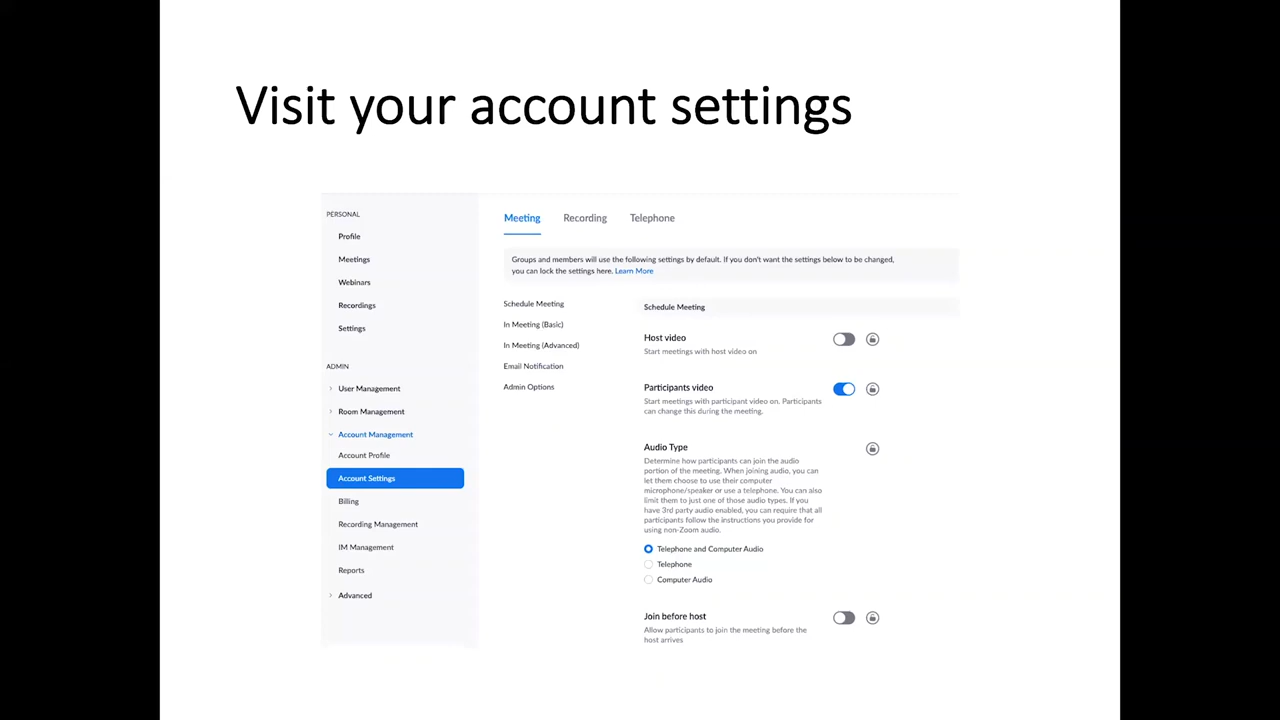 Visit your account settings
PERSONAL
Profile
Meetings
Webinars
Recordings
Settings
ADMIN
User Management
Room Management
Account Management
Account Profile
Account Settings
Billing
Recording Management
IM Management
Reports
Advanced
Meeting
Recording
Telephone
Groups and members will use the following settings by default. If you don't want the settings below to be changed,
you can lock the settings here. Learn More
Schedule Meeting
In Meeting (Basic)
In Meeting (Advanced)
Email Notification
Admin Options
Schedule Meeting
Host video
Start meetings with host video on
Participants video
Start meetings with participant video on. Participants
can change this during the meeting.
Audio Type
Determine how participants can join the audio
portion of the meeting. When joining audio, you can
let them choose to use their computer
microphone/speaker or use a telephone. You can also
limit them to just one of those audio types. If you
have 3rd party audio enabled, you can require that all
participants follow the instructions you provide for
using non-Zoom audio.
Telephone and Computer Audio
Telephone
Computer Audio
Join before host
Allow participants to join the meeting before the
host arrives